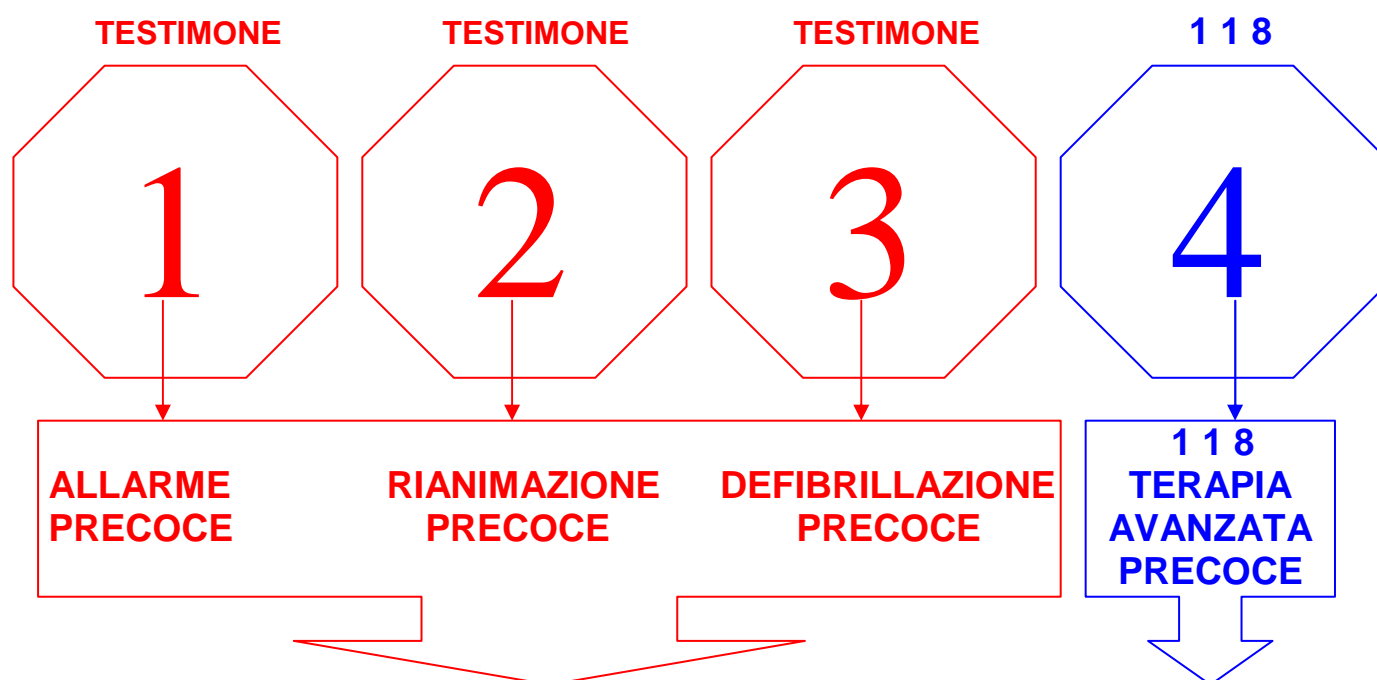 TESTIMONE
TESTIMONE
TESTIMONE
1 1 8
1
2
3
4
ALLARME
PRECOCE
RIANIMAZIONE
PRECOCE
DEFIBRILLAZIONE
PRECOCE
1 1 8
TERAPIA
AVANZATA
PRECOCE